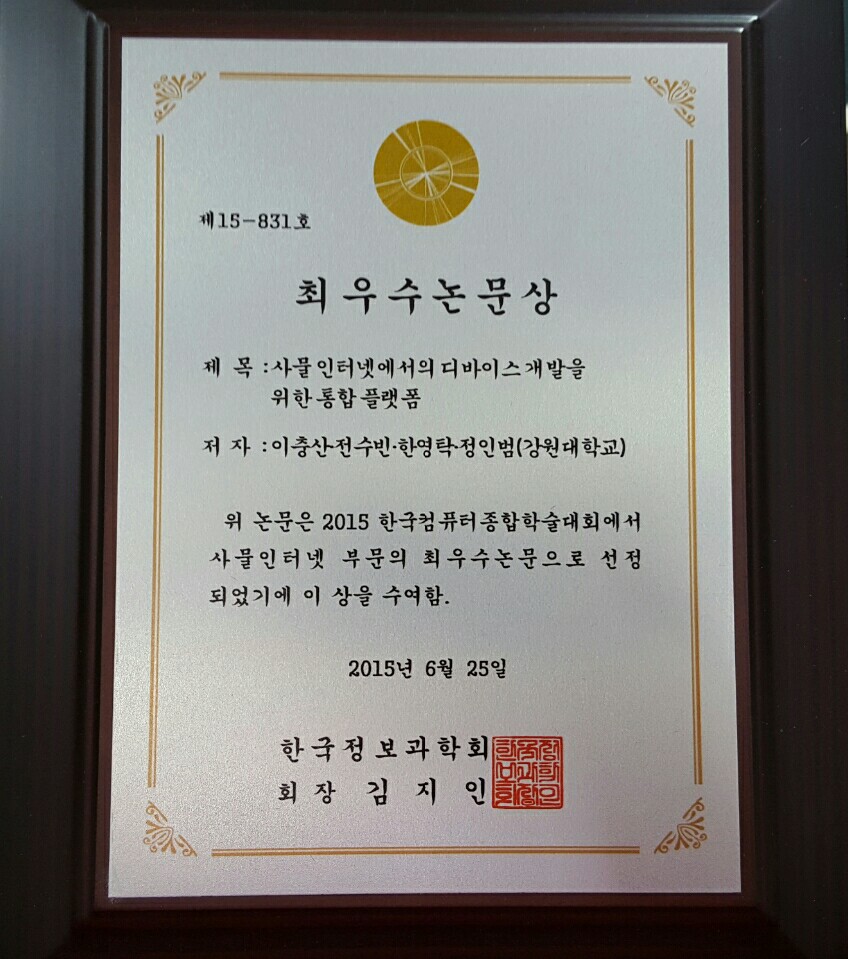 제15-831호
최우수논문상
제 목 : 사물인터넷에서의 디바이스 개발을
위한 통합 플랫폼
저 자 : 이충산·전수빈·한영탁·정인범(강원대학교)
위 논문은 2015 한국컴퓨터종합학술대회에서
사물인터넷 부문의 최우수논문으로 선정
되었기에 이 상을 수여함.
2015년 6월 25일
한국정보과학회
회장 김지인